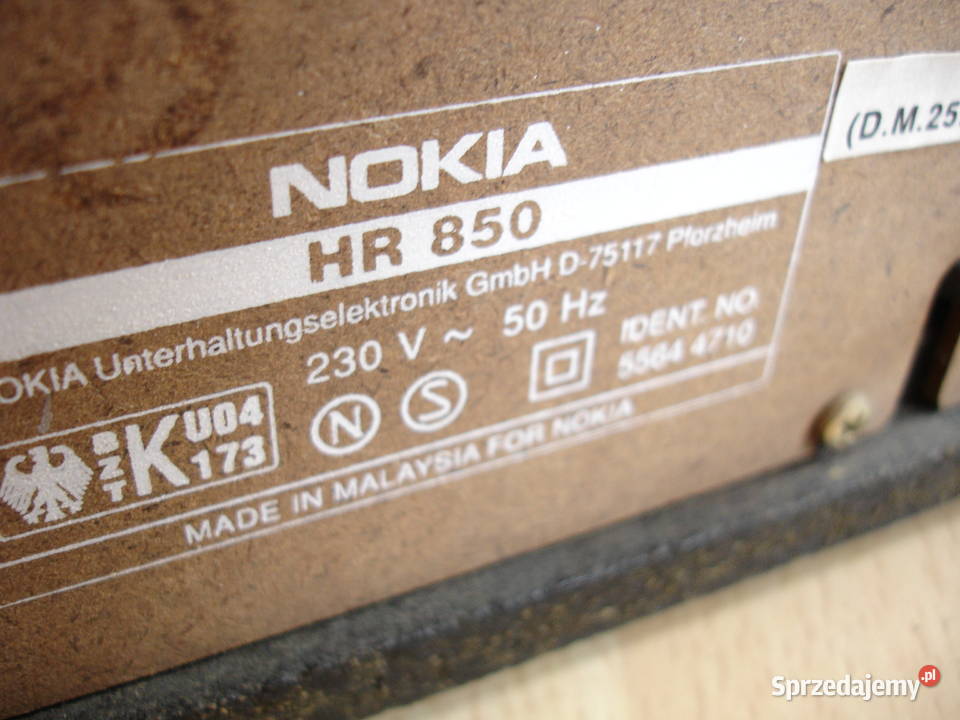 NOKIA
HR 850
OKIA Unterhaltungselektronik GmbH D-75117 Pforzheim
230 V ~ 50 Hz
IDENT. NO.
5564 4710
BZT K U04 173
N S
MADE IN MALAYSIA FOR NOKIA
(D.M.25
Sprzedajemy.pl